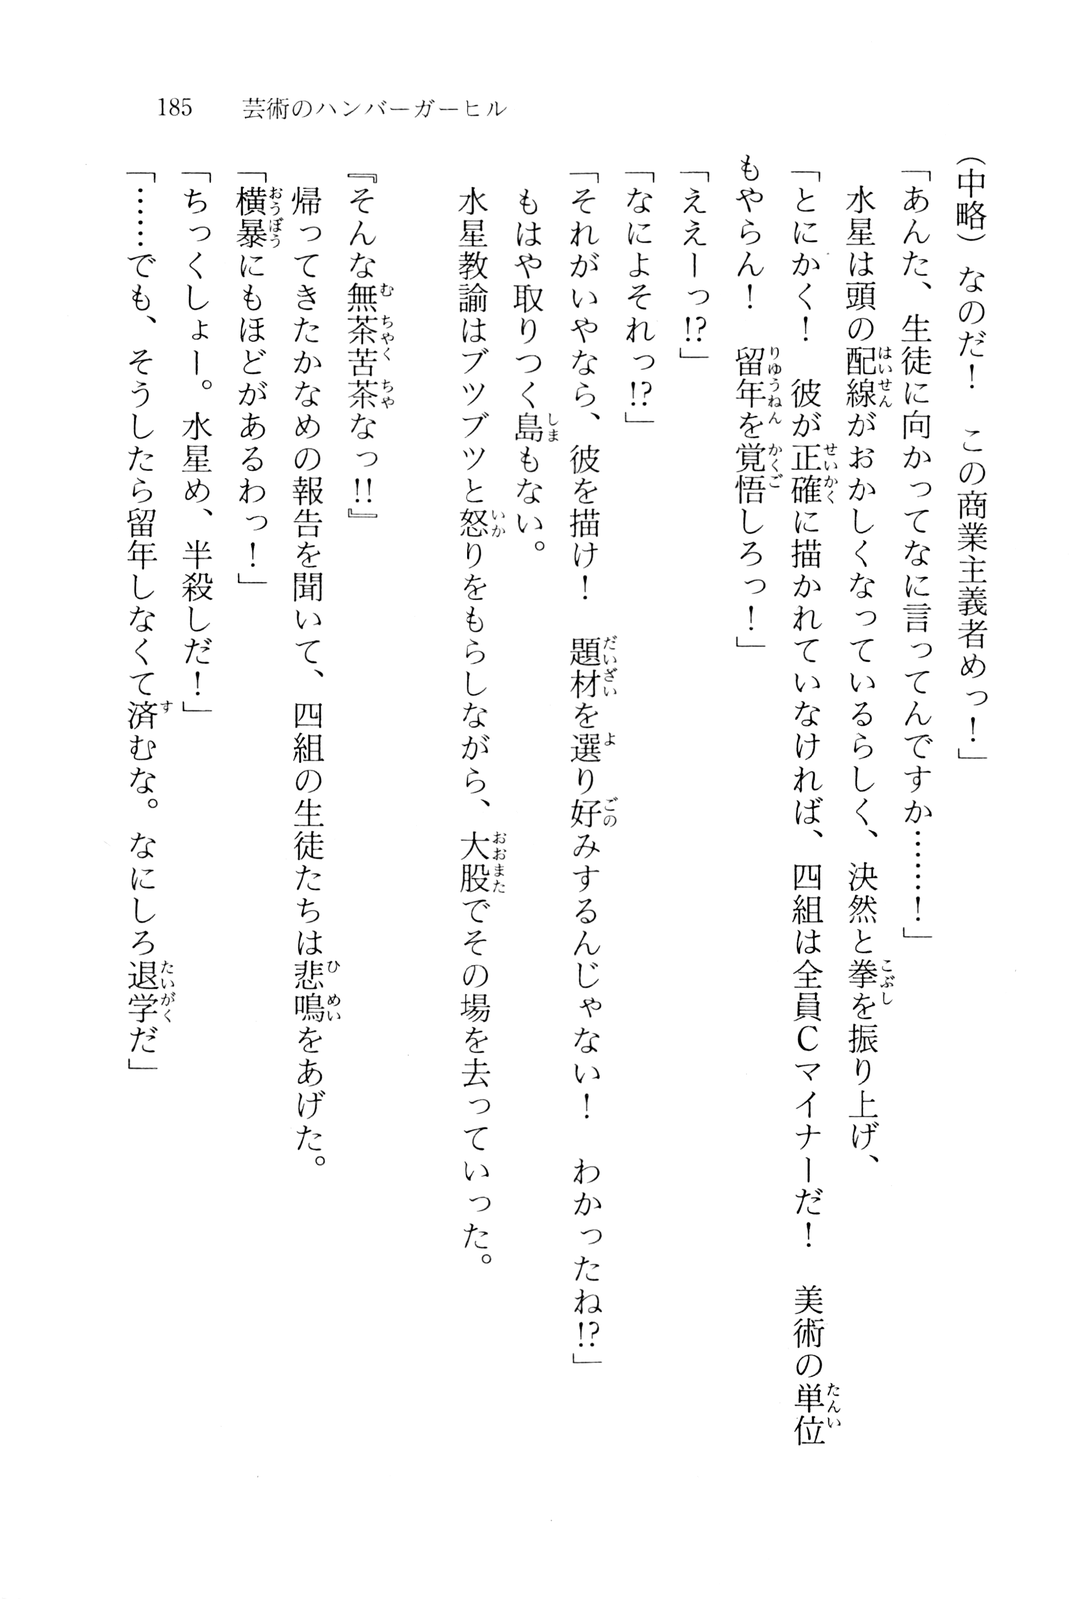 185　芸術のハンバーガーヒル
（中略）なのだ！　この商業主義者めっ！」
「あんた、生徒に向かってなに言ってんですか……！」
　水星は頭の配線がおかしくなっているらしく、決然と拳を振り上げ、
「とにかく！　彼が正確に描かれていなければ、四組は全員Ｃマイナーだ！　美術の単位
もやらん！　留年を覚悟しろっ！」
「ええーっ!?」
「なによそれっ!?」
「それがいやなら、彼を描け！　題材を選り好みするんじゃない！　わかったね!?」
　もはや取りつく島もない。
　水星教諭はブツブツと怒りをもらしながら、大股でその場を去っていった。
『そんな無茶苦茶なっ!!』
　帰ってきたかなめの報告を聞いて、四組の生徒たちは悲鳴をあげた。
「横暴にもほどがあるわっ！」
「ちっくしょー。水星め、半殺しだ！」
「……でも、そうしたら留年しなくて済むな。なにしろ退学だ」